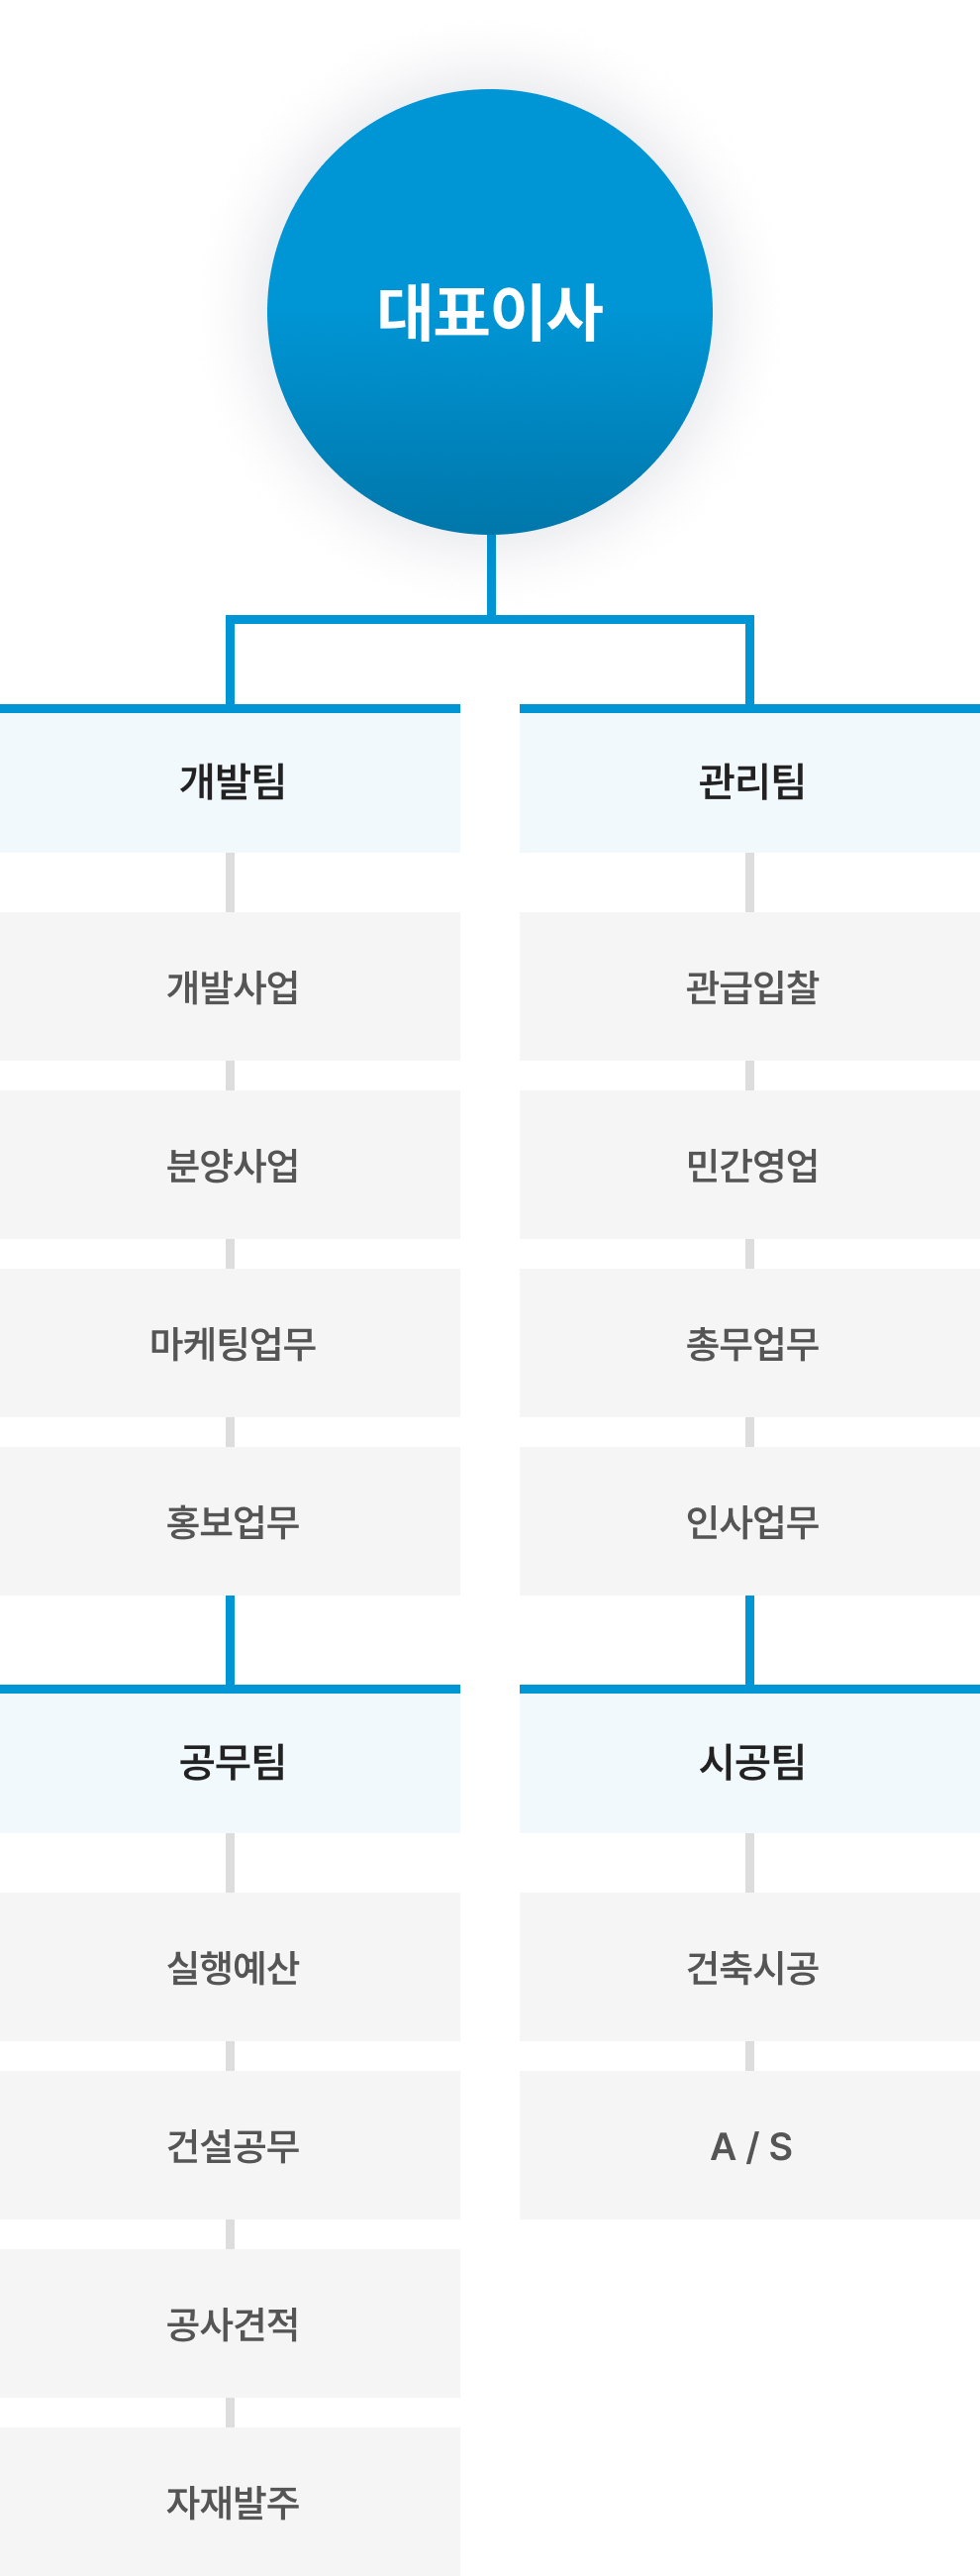 대표이사
개발팀
개발사업
분양사업
마케팅업무
홍보업무
관리팀
관급입찰
민간영업
총무업무
인사업무
공무팀
실행예산
건설공무
공사견적
자재발주
시공팀
건축시공
A / S